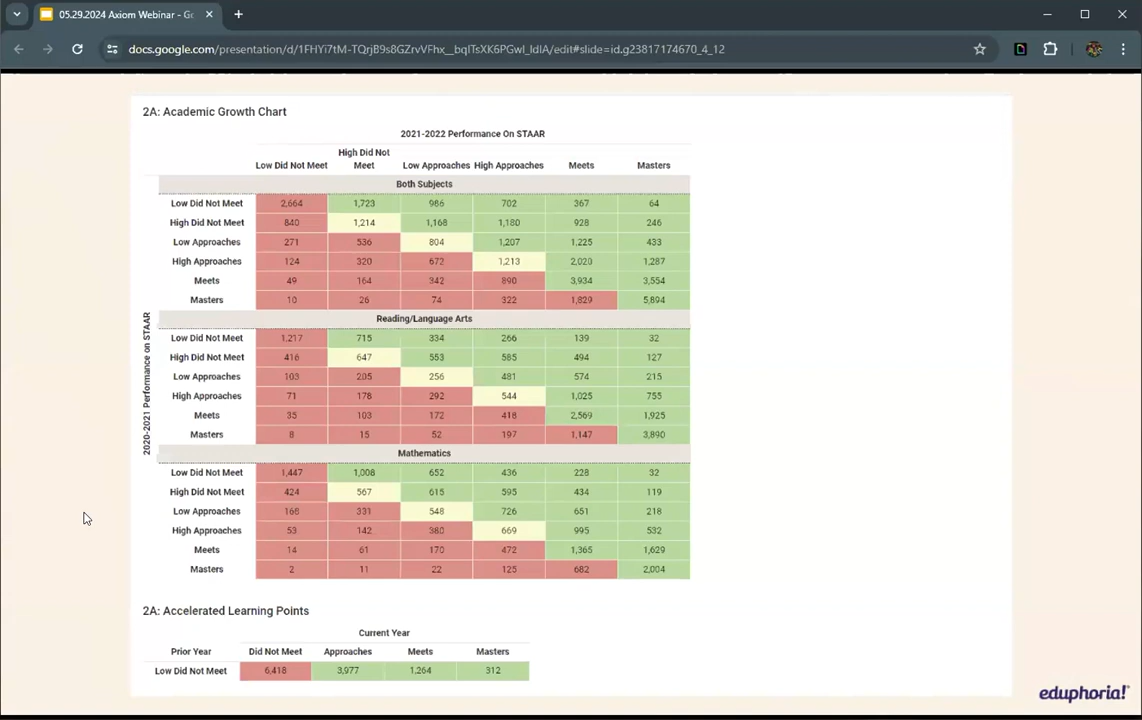 05.29.2024 Axiom Webinar - Go
docs.google.com/presentation/d/1FHYi7tM-TQrjB9s8GZrvVFhx__bqITsXK6PGwI_IdIA/edit#slide=id.g23817174670_4_12
2A: Academic Growth Chart
2021-2022 Performance On STAAR
Low Did Not Meet High Did Not Meet Low Approaches High Approaches Meets Masters
2020-2021 Performance on STAAR
Both Subjects
Low Did Not Meet 2,664 1,723 986 702 367 64
High Did Not Meet 840 1,214 1,168 1,180 928 246
Low Approaches 271 536 804 1,207 1,225 433
High Approaches 124 320 672 1,213 2,020 1,287
Meets 49 164 342 890 3,934 3,554
Masters 10 26 74 322 1,829 5,894
Reading/Language Arts
Low Did Not Meet 1,217 715 334 266 139 32
High Did Not Meet 416 647 553 585 494 127
Low Approaches 103 205 256 481 574 215
High Approaches 71 178 292 544 1,025 755
Meets 35 103 172 418 2,569 1,925
Masters 8 15 52 197 1,147 3,890
Mathematics
Low Did Not Meet 1,447 1,008 652 436 228 32
High Did Not Meet 424 567 615 595 434 119
Low Approaches 168 331 548 726 651 218
High Approaches 53 142 380 669 995 532
Meets 14 61 170 472 1,365 1,629
Masters 2 11 22 125 682 2,004
2A: Accelerated Learning Points
Current Year
Prior Year Did Not Meet Approaches Meets Masters
Low Did Not Meet 6,418 3,977 1,264 312
eduphoria!